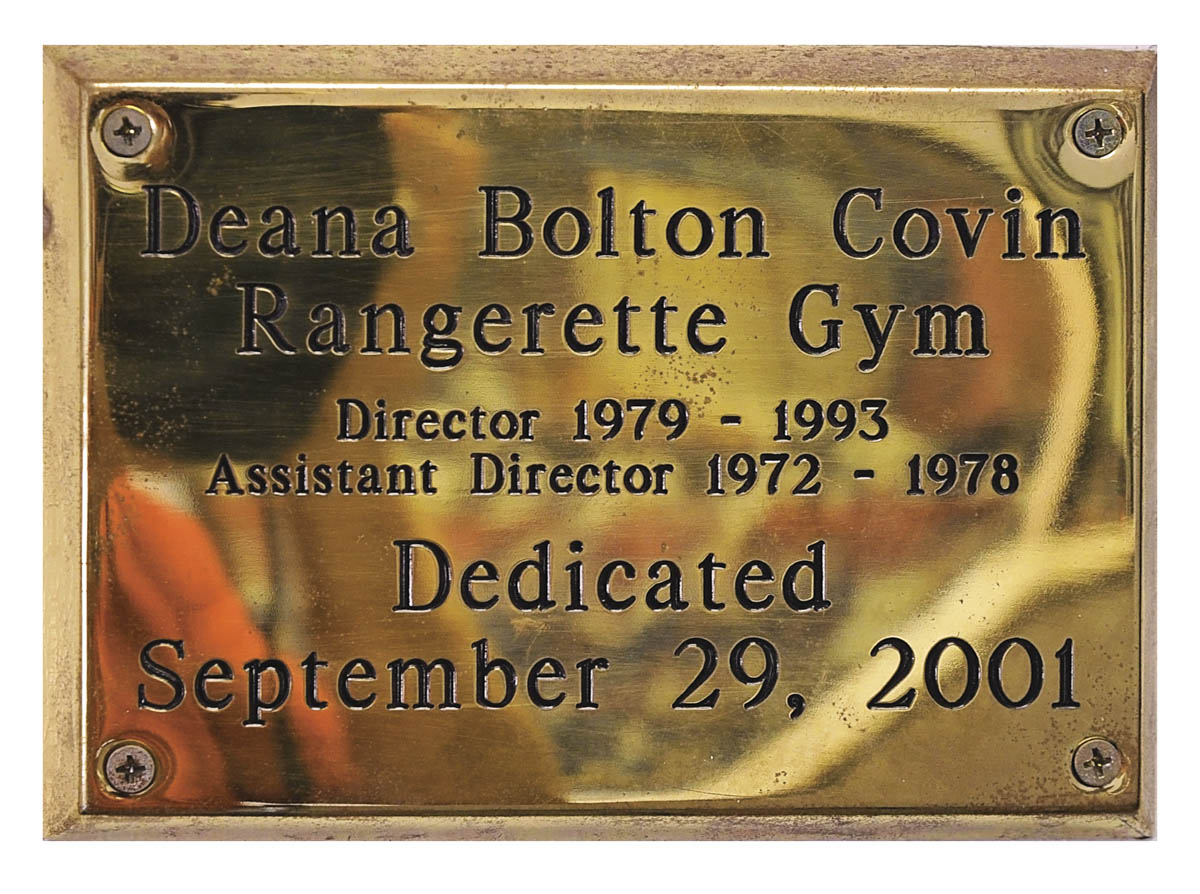 Deana Bolton Covin
Rangerette Gym
Director 1979 - 1993
Assistant Director 1972 - 1978
Dedicated
September 29, 2001